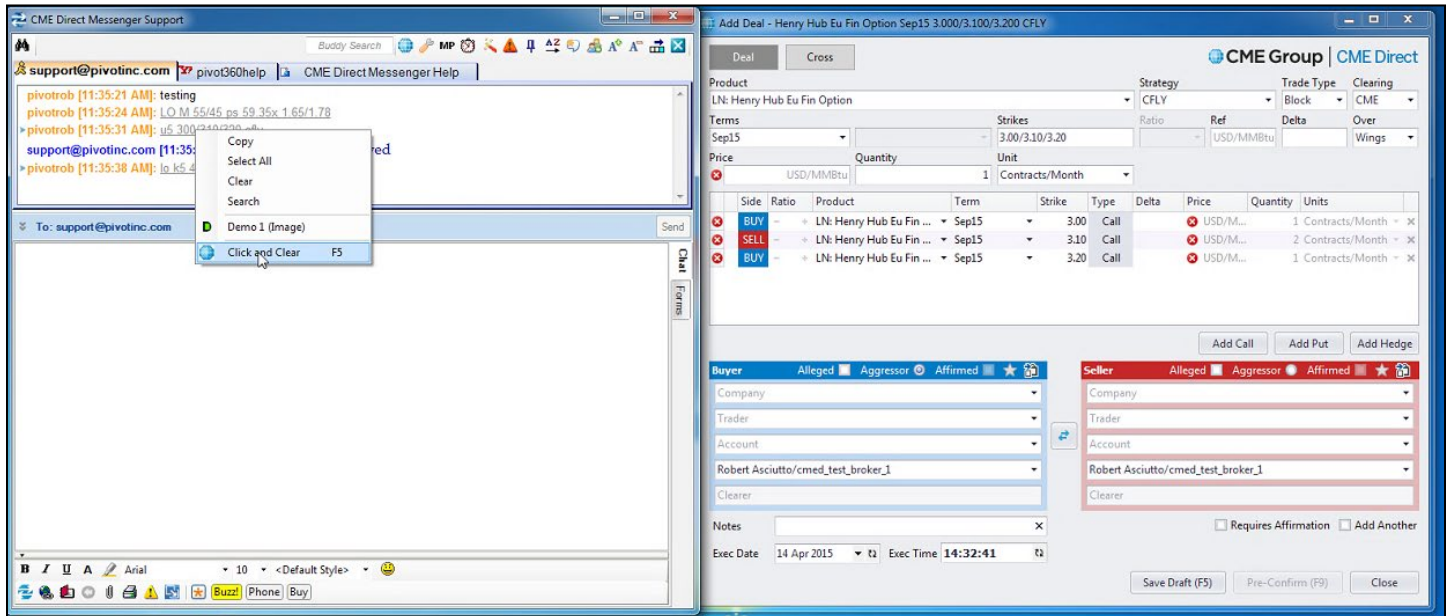 CME Direct Messenger Support
Buddy Search
MP
support@pivotinc.com pivot360help CME Direct Messenger Help
pivotrob [11:35:21 AM]: testing
pivotrob [11:35:24 AM]: LO M 55/45 ps 59.35x 1.65/1.78
pivotrob [11:35:31 AM]: u5 300/310/320 cfly
support@pivotinc.com [11:35:
pivotrob [11:35:38 AM]: lo k5 4
Copy
Select All
Clear
Search
D Demo 1 (Image)
Click and Clear F5
To: support@pivotinc.com Send
Chat
Forms
B I U A Arial 10 <Default Style>
Buzz! Phone Buy
Add Deal - Henry Hub Eu Fin Option Sep15 3.000/3.100/3.200 CFLY
Deal Cross CME Group | CME Direct
Product Strategy Trade Type Clearing
LN: Henry Hub Eu Fin Option CFLY Block CME
Terms Strikes Ratio Ref Delta Over
Sep15 3.00/3.10/3.20 USD/MMBtu Wings
Price Quantity Unit
USD/MMBtu 1 Contracts/Month
Side Ratio Product Term Strike Type Delta Price Quantity Units
BUY LN: Henry Hub Eu Fin ... Sep15 3.00 Call USD/M... 1 Contracts/Month
SELL LN: Henry Hub Eu Fin ... Sep15 3.10 Call USD/M... 2 Contracts/Month
BUY LN: Henry Hub Eu Fin ... Sep15 3.20 Call USD/M... 1 Contracts/Month
Add Call Add Put Add Hedge
Buyer Alleged Aggressor Affirmed Seller Alleged Aggressor Affirmed
Company Company
Trader Trader
Account Account
Robert Asciutto/cmed_test_broker_1 Robert Asciutto/cmed_test_broker_1
Clearer Clearer
Notes Requires Affirmation Add Another
Exec Date 14 Apr 2015 Exec Time 14:32:41
Save Draft (F5) Pre-Confirm (F9) Close